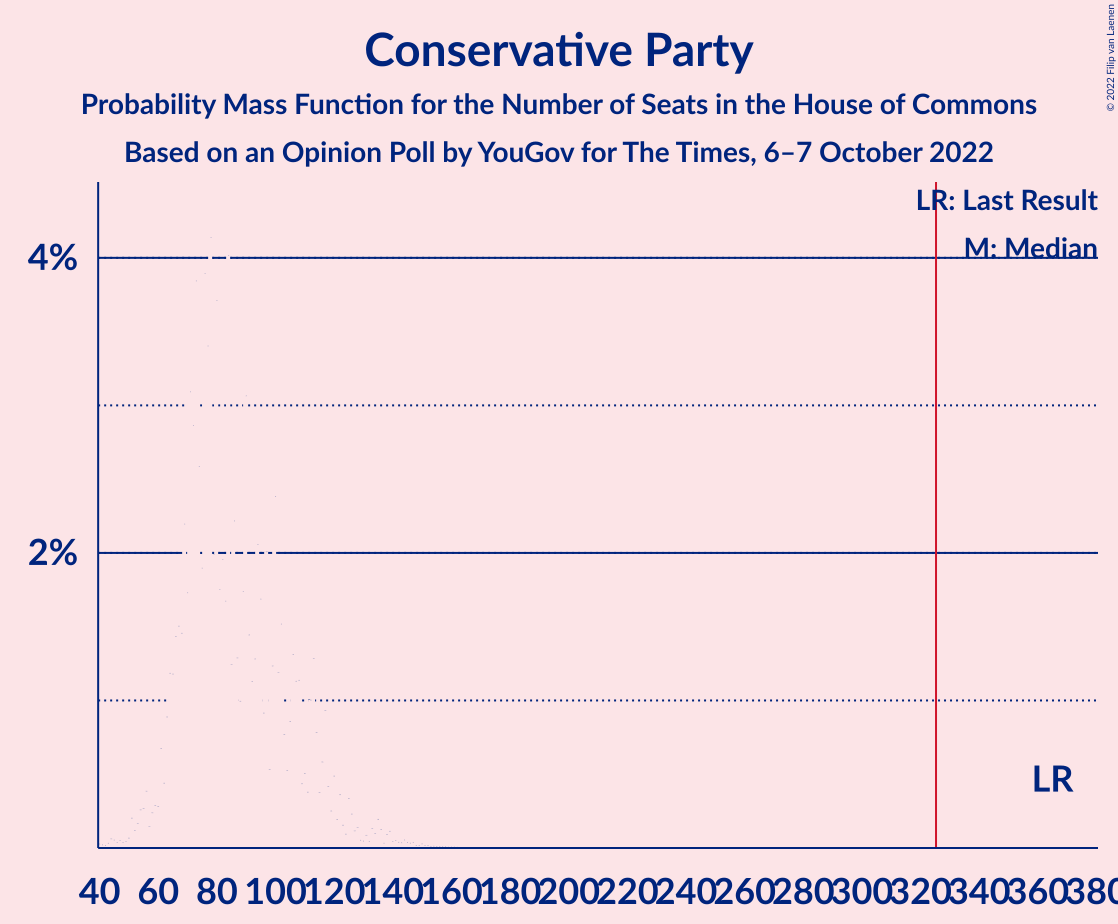 Conservative Party
Probability Mass Function for the Number of Seats in the House of Commons
Based on an Opinion Poll by YouGov for The Times, 6–7 October 2022
© 2022 Filip van Laenen
LR: Last Result
M: Median
4%
2%
LR
40 60 80 100 120 140 160 180 200 220 240 260 280 300 320 340 360 380